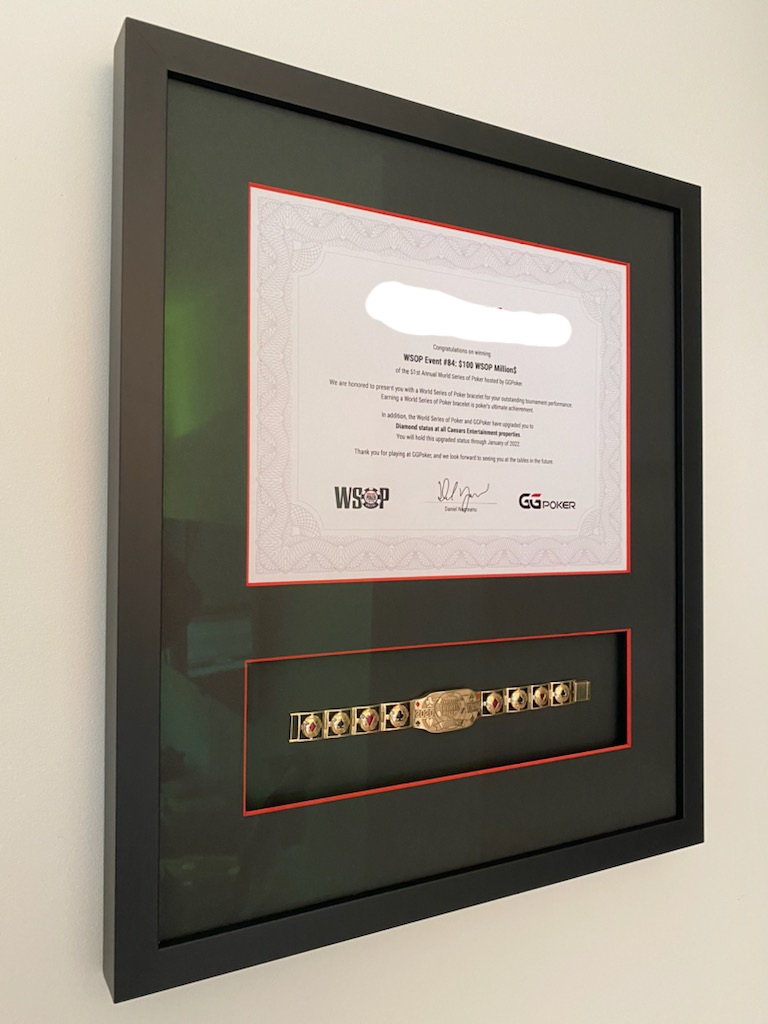 Congratulations on winning
WSOP Event #84: $100 WSOP Million$
of the 51st Annual World Series of Poker hosted by GGPoker.
We are honored to present you with a World Series of Poker bracelet for your outstanding tournament performance.
Earning a World Series of Poker bracelet is poker's ultimate achievement.
In addition, the World Series of Poker and GGPoker have upgraded you to
Diamond status at all Caesars Entertainment properties.
You will hold this upgraded status through January of 2022.
Thank you for playing at GGPoker, and we look forward to seeing you at the tables in the future.
WSOP
Daniel Negreanu
GGPOKER